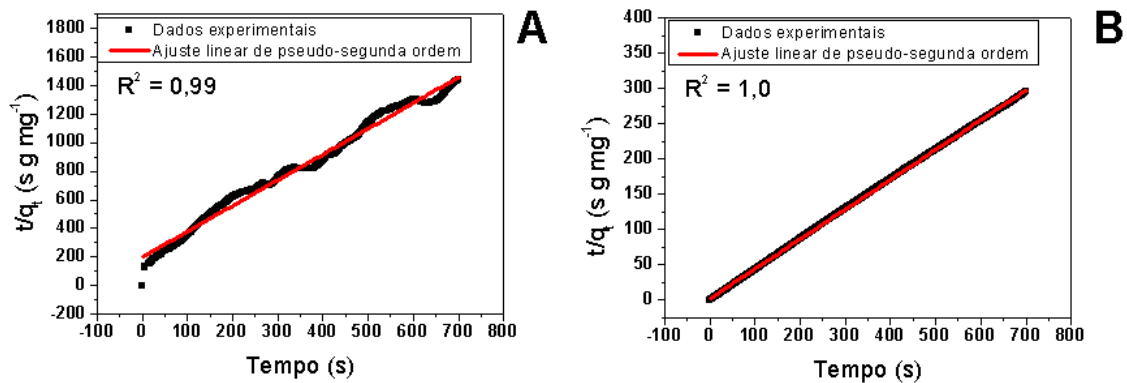 A
Dados experimentais
Ajuste linear de pseudo-segunda ordem
R² = 0,99
1800
1600
1400
1200
1000
800
600
400
200
0
-200
-100 0 100 200 300 400 500 600 700 800
t/qt (s g mg⁻¹)
Tempo (s)
B
Dados experimentais
Ajuste linear de pseudo-segunda ordem
R² = 1,0
400
350
300
250
200
150
100
50
0
-100 0 100 200 300 400 500 600 700 800
t/qt (s g mg⁻¹)
Tempo (s)